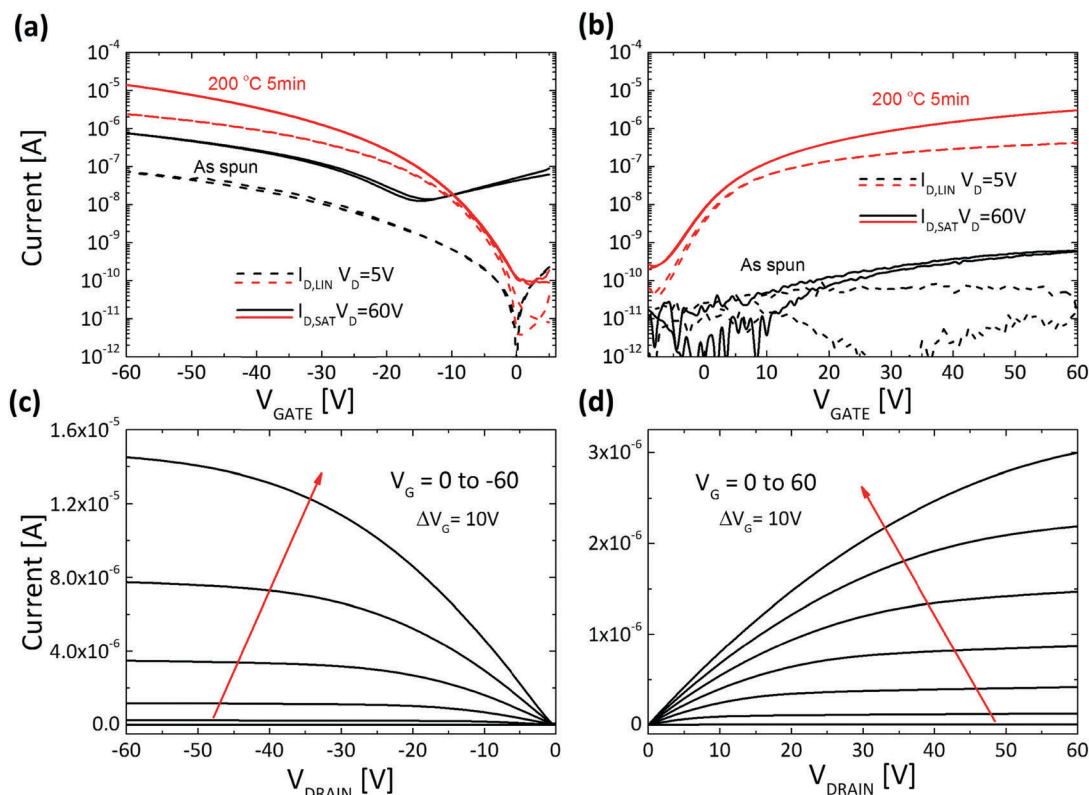 (a)
10⁻⁴
10⁻⁵
10⁻⁶
10⁻⁷
10⁻⁸
10⁻⁹
10⁻¹⁰
10⁻¹¹
10⁻¹²
Current [A]
200 °C 5min
As spun
I_D,LIN V_D=5V
I_D,SAT V_D=60V
-60 -50 -40 -30 -20 -10 0
V_GATE [V]
(b)
10⁻⁴
10⁻⁵
10⁻⁶
10⁻⁷
10⁻⁸
10⁻⁹
10⁻¹⁰
10⁻¹¹
10⁻¹²
200 °C 5min
I_D,LIN V_D=5V
I_D,SAT V_D=60V
As spun
0 10 20 30 40 50 60
V_GATE [V]
(c)
1.6x10⁻⁵
1.2x10⁻⁵
8.0x10⁻⁶
4.0x10⁻⁶
0.0
Current [A]
V_G = 0 to -60
ΔV_G= 10V
-60 -50 -40 -30 -20 -10 0
V_DRAIN [V]
(d)
3x10⁻⁶
2x10⁻⁶
1x10⁻⁶
0
V_G = 0 to 60
ΔV_G= 10V
0 10 20 30 40 50 60
V_DRAIN [V]